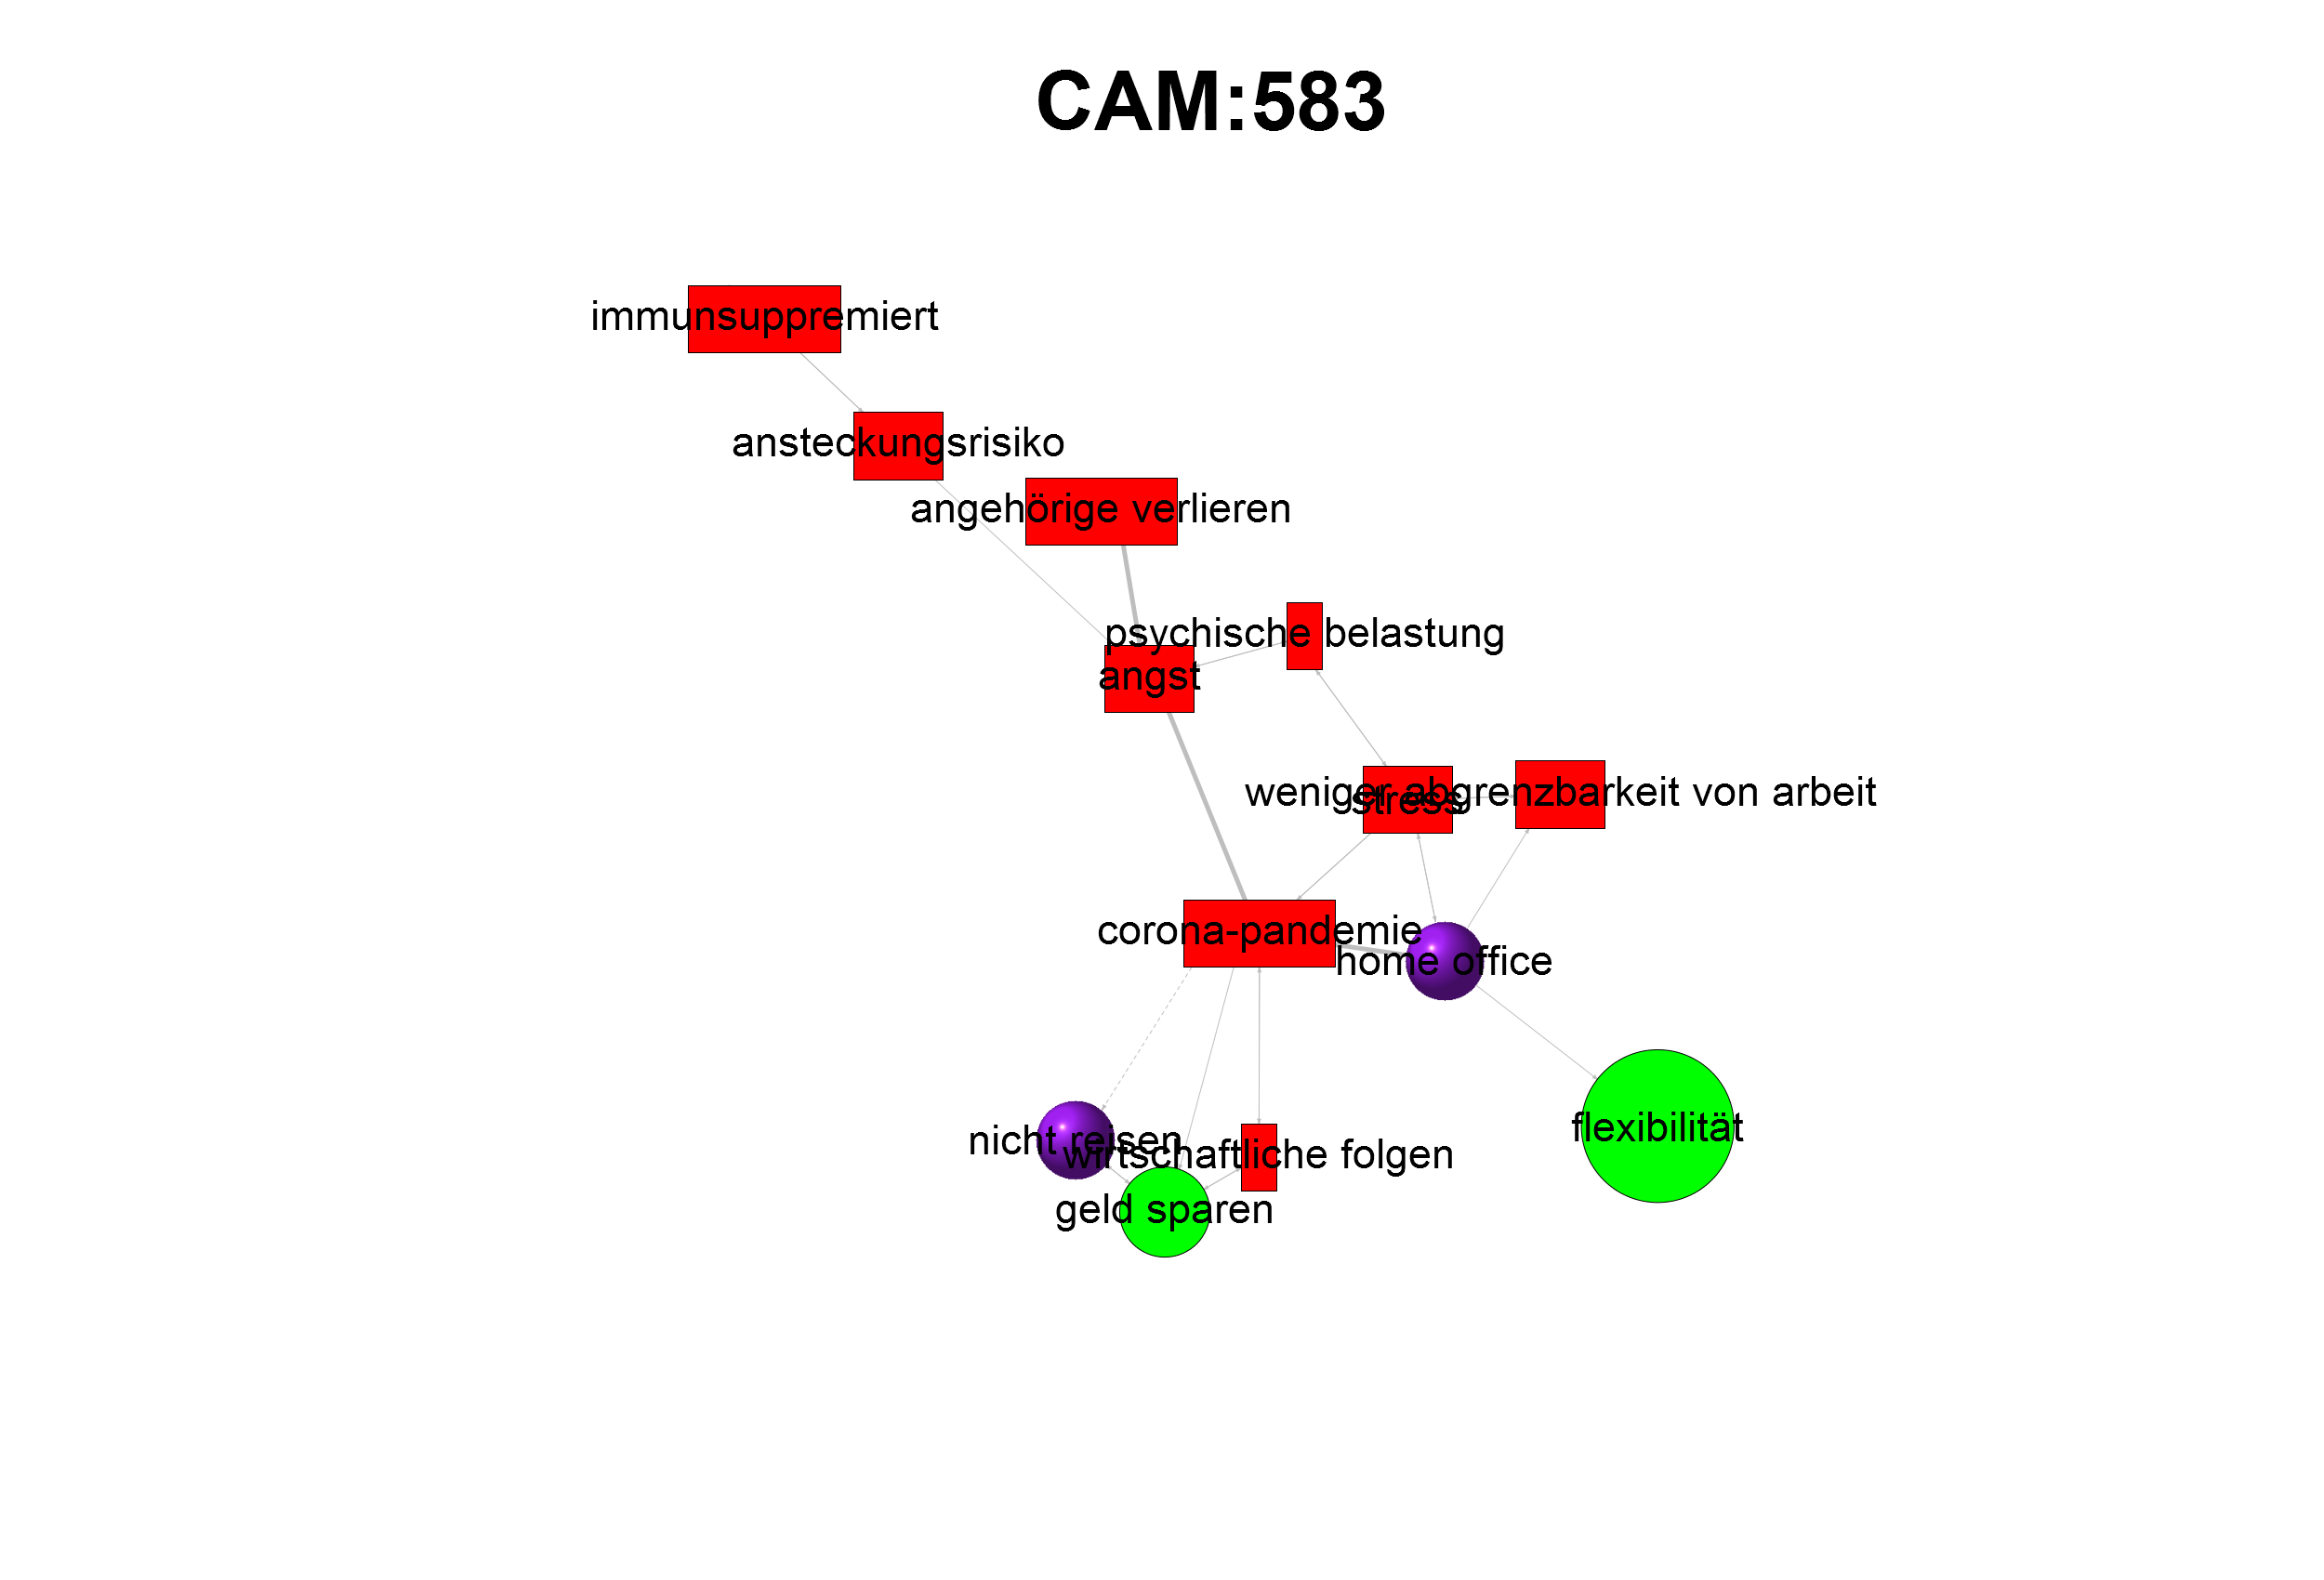 CAM:583
immunsuppremiert
ansteckungsrisiko
angehörige verlieren
psychische belastung
angst
weniger abgrenzbarkeit von arbeit
stress
corona-pandemie
home office
flexibilität
nicht reisen
wirtschaftliche folgen
geld sparen